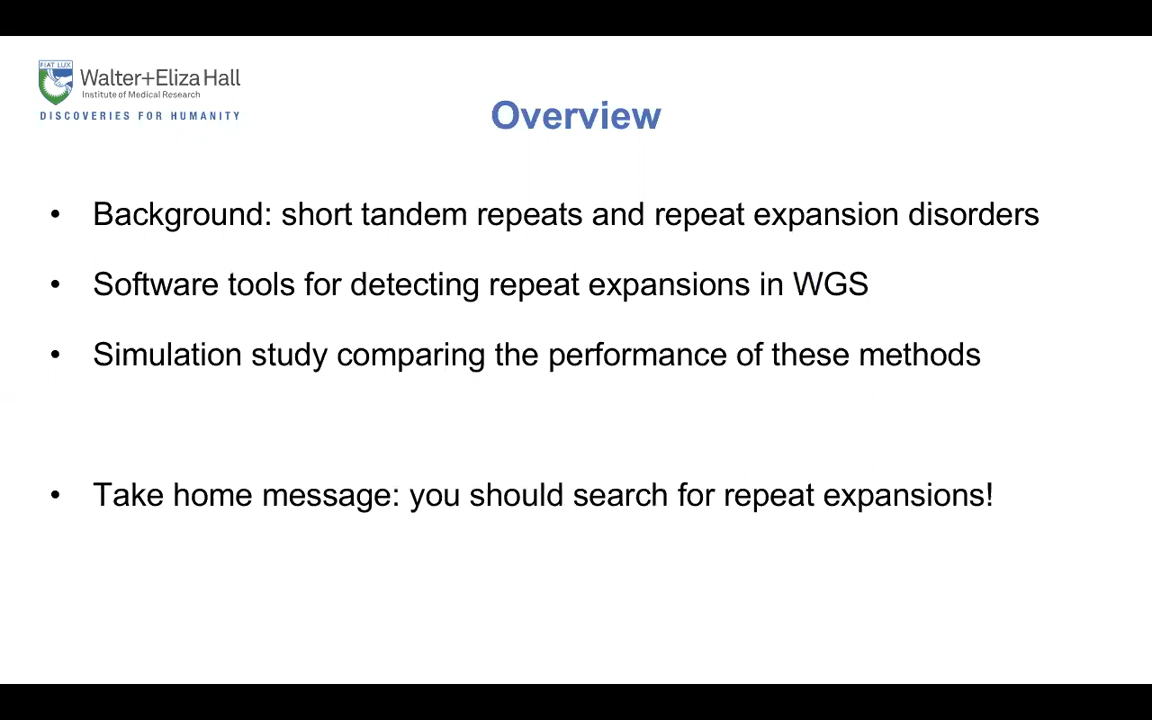 FIAT LUX
Walter+Eliza Hall
Institute of Medical Research
DISCOVERIES FOR HUMANITY
Overview
• Background: short tandem repeats and repeat expansion disorders
• Software tools for detecting repeat expansions in WGS
• Simulation study comparing the performance of these methods
• Take home message: you should search for repeat expansions!